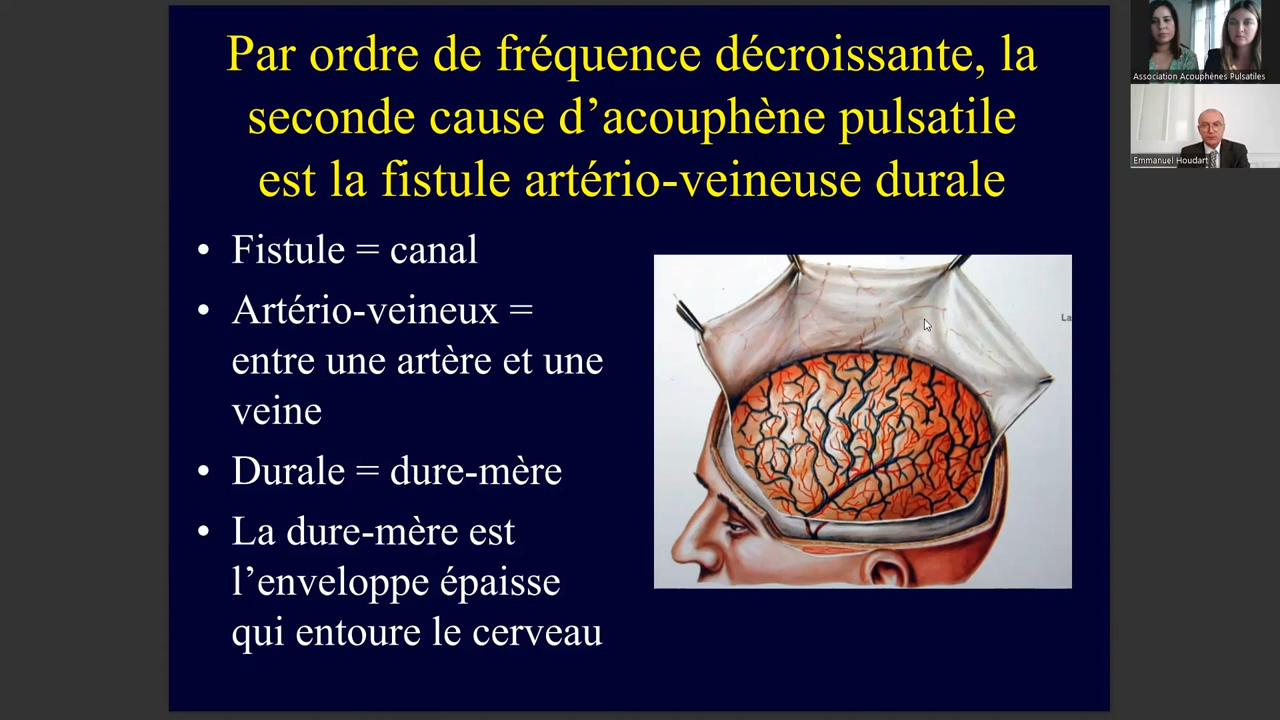 Par ordre de fréquence décroissante, la
seconde cause d’acouphène pulsatile
est la fistule artério-veineuse durale
• Fistule = canal
• Artério-veineux =
entre une artère et une
veine
• Durale = dure-mère
• La dure-mère est
l’enveloppe épaisse
qui entoure le cerveau
La
Association Acouphènes Pulsatiles
Emmanuel Houdart